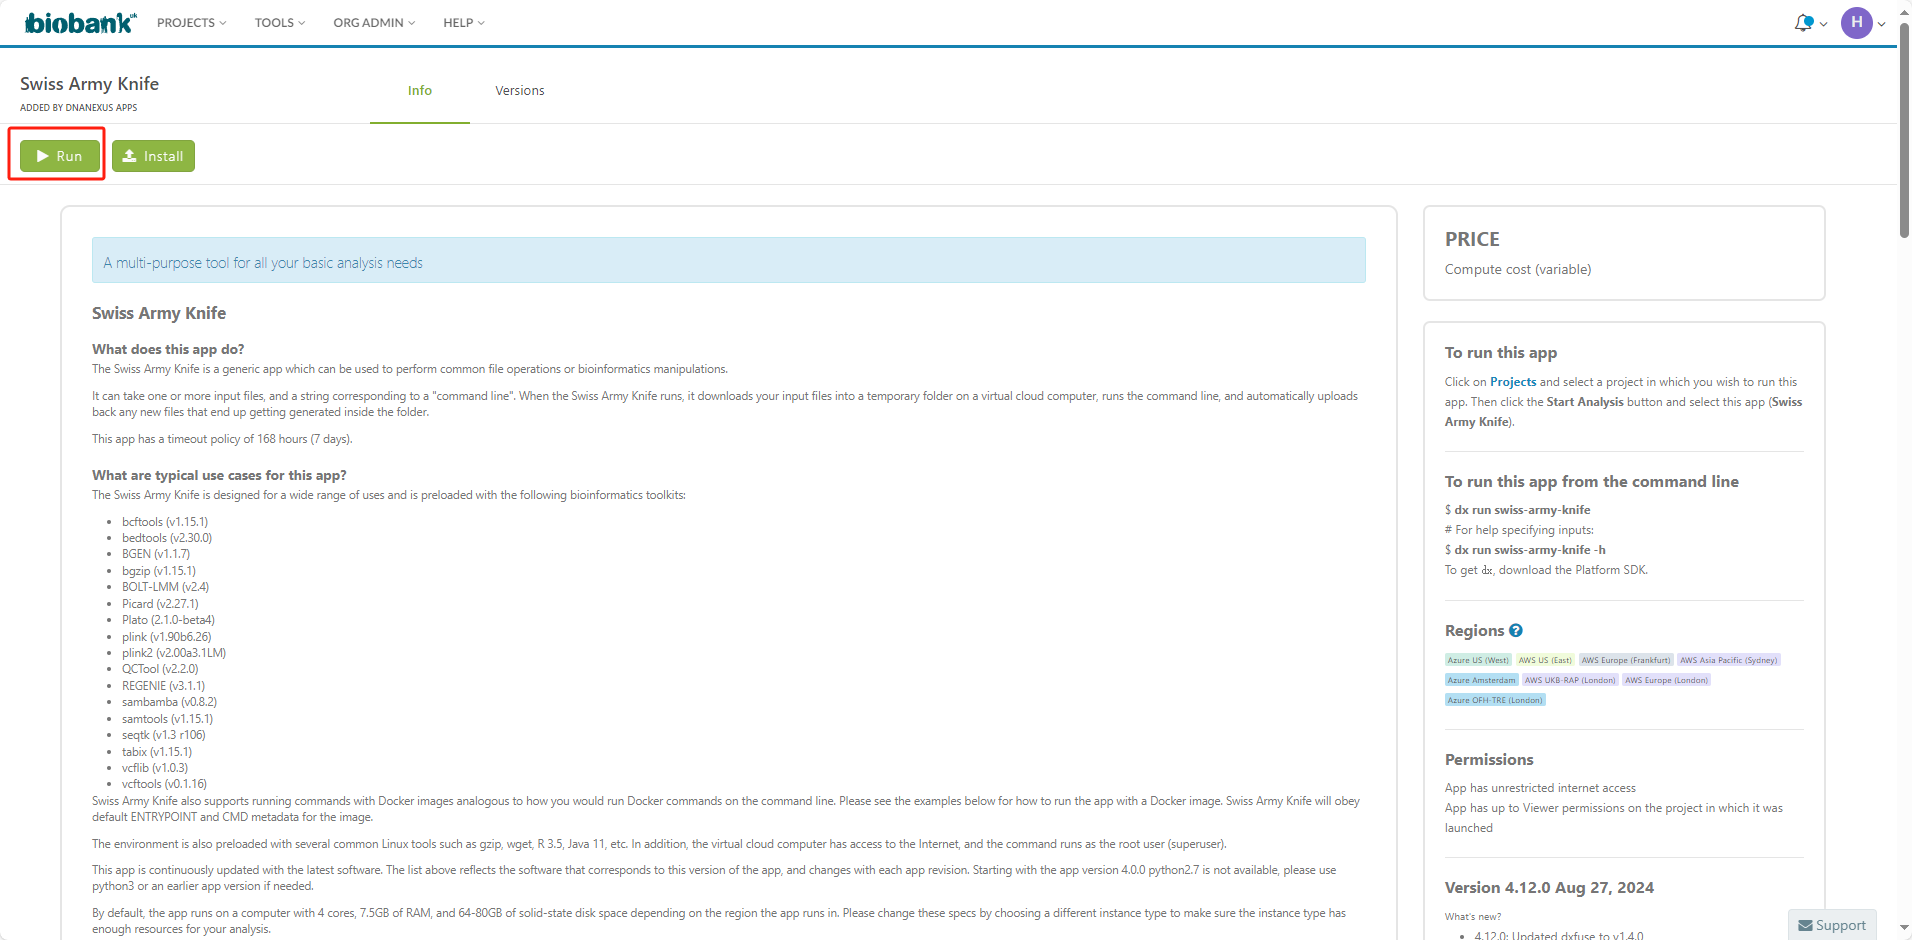 biobank uk PROJECTS TOOLS ORG ADMIN HELP H
Swiss Army Knife
ADDED BY DNANEXUS APPS
Info Versions
Run Install
A multi-purpose tool for all your basic analysis needs
Swiss Army Knife
What does this app do?
The Swiss Army Knife is a generic app which can be used to perform common file operations or bioinformatics manipulations.
It can take one or more input files, and a string corresponding to a "command line". When the Swiss Army Knife runs, it downloads your input files into a temporary folder on a virtual cloud computer, runs the command line, and automatically uploads
back any new files that end up getting generated inside the folder.
This app has a timeout policy of 168 hours (7 days).
What are typical use cases for this app?
The Swiss Army Knife is designed for a wide range of uses and is preloaded with the following bioinformatics toolkits:
• bcftools (v1.15.1)
• bedtools (v2.30.0)
• BGEN (v1.1.7)
• bgzip (v1.15.1)
• BOLT-LMM (v2.4)
• Picard (v2.27.1)
• Plato (2.1.0-beta4)
• plink (v1.90b6.26)
• plink2 (v2.00a3.1LM)
• QCTool (v2.2.0)
• REGENIE (v3.1.1)
• sambamba (v0.8.2)
• samtools (v1.15.1)
• seqtk (v1.3 r106)
• tabix (v1.15.1)
• vcflib (v1.0.3)
• vcftools (v0.1.16)
Swiss Army Knife also supports running commands with Docker images analogous to how you would run Docker commands on the command line. Please see the examples below for how to run the app with a Docker image. Swiss Army Knife will obey
default ENTRYPOINT and CMD metadata for the image.
The environment is also preloaded with several common Linux tools such as gzip, wget, R 3.5, Java 11, etc. In addition, the virtual cloud computer has access to the Internet, and the command runs as the root user (superuser).
This app is continuously updated with the latest software. The list above reflects the software that corresponds to this version of the app, and changes with each app revision. Starting with the app version 4.0.0 python2.7 is not available, please use
python3 or an earlier app version if needed.
By default, the app runs on a computer with 4 cores, 7.5GB of RAM, and 64-80GB of solid-state disk space depending on the region the app runs in. Please change these specs by choosing a different instance type to make sure the instance type has
enough resources for your analysis.
PRICE
Compute cost (variable)
To run this app
Click on Projects and select a project in which you wish to run this
app. Then click the Start Analysis button and select this app (Swiss
Army Knife).
To run this app from the command line
$ dx run swiss-army-knife
# For help specifying inputs:
$ dx run swiss-army-knife -h
To get dx, download the Platform SDK.
Regions ?
Azure US (West) AWS US (East) AWS Europe (Frankfurt) AWS Asia Pacific (Sydney)
Azure Amsterdam AWS UKB-RAP (London) AWS Europe (London)
Azure OFH-TRE (London)
Permissions
App has unrestricted internet access
App has up to Viewer permissions on the project in which it was
launched
Version 4.12.0 Aug 27, 2024
What's new?
• 4.12.0: Updated dxfuse to v1.4.0
Support